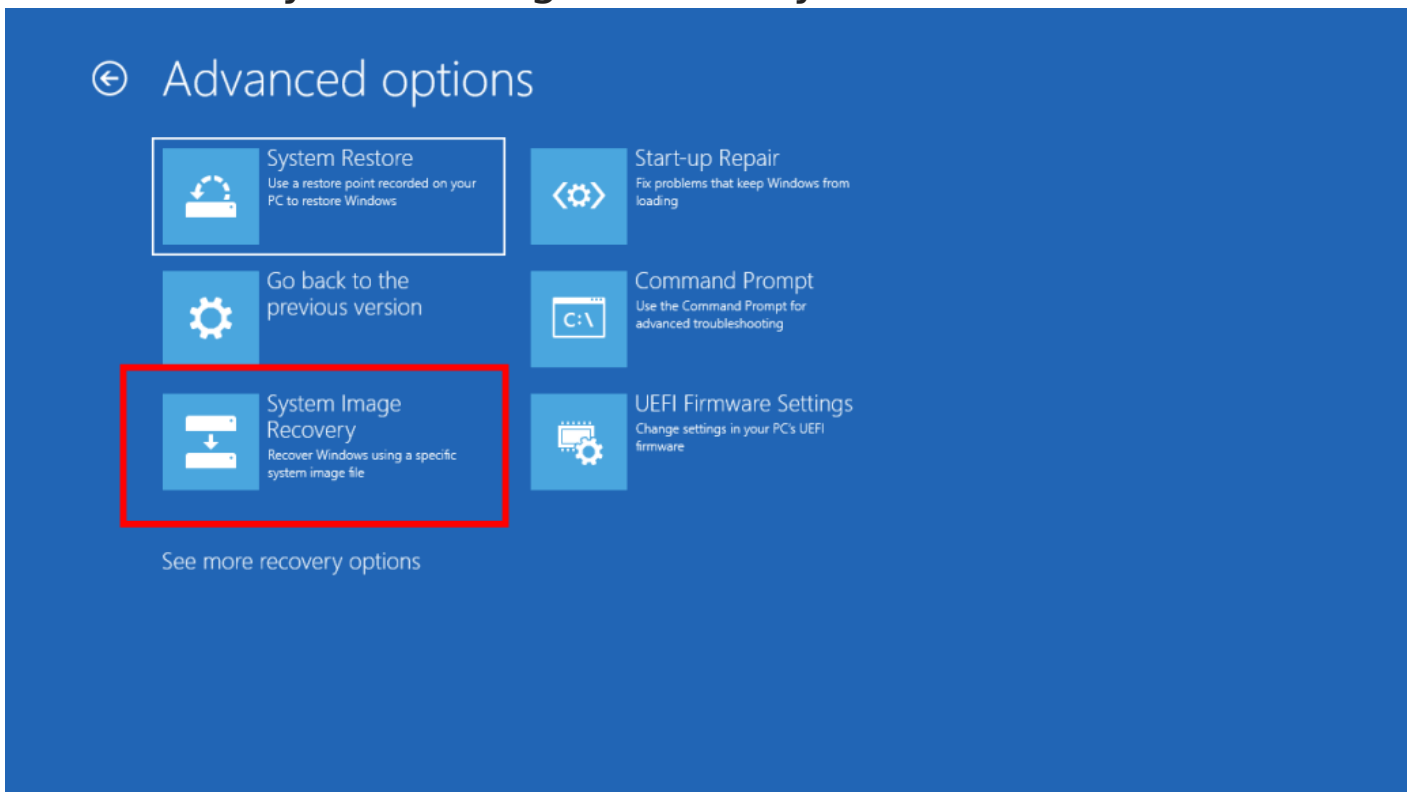 Advanced options
System Restore
Use a restore point recorded on your
PC to restore Windows
Start-up Repair
Fix problems that keep Windows from
loading
Go back to the
previous version
Command Prompt
Use the Command Prompt for
advanced troubleshooting
C:\
System Image
Recovery
Recover Windows using a specific
system image file
UEFI Firmware Settings
Change settings in your PC's UEFI
firmware
See more recovery options